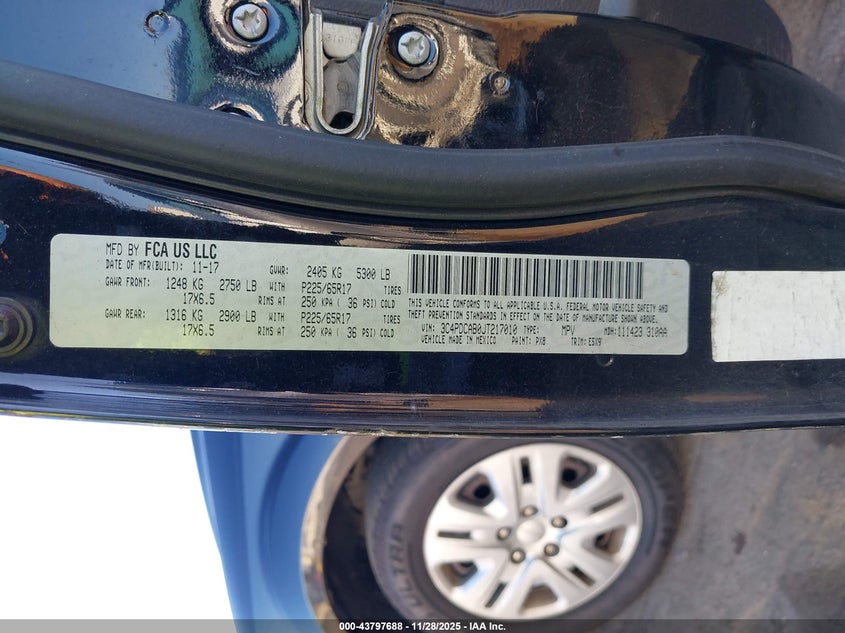 MFD BY FCA US LLC
DATE OF MFR(BUILT): 11-17 GVWR: 2405 KG 5300 LB
GAWR FRONT: 1248 KG 2750 LB WITH P225/65R17 TIRES
17X6.5 RIMS AT 250 KPA ( 36 PSI) COLD
GAWR REAR: 1316 KG 2900 LB WITH P225/65R17 TIRES
17X6.5 RIMS AT 250 KPA ( 36 PSI) COLD
THIS VEHICLE CONFORMS TO ALL APPLICABLE U.S.A. FEDERAL MOTOR VEHICLE SAFETY AND
THEFT PREVENTION STANDARDS IN EFFECT ON THE DATE OF MANUFACTURE SHOWN ABOVE.
VIN: 3C4PDCAB0JT217010 TYPE: MPV MDH: 111423 310AA
VEHICLE MADE IN MEXICO PAINT: PX8 TRIM: E5X9
ULTRA
000-43797688 - 11/28/2025 - IAA Inc.